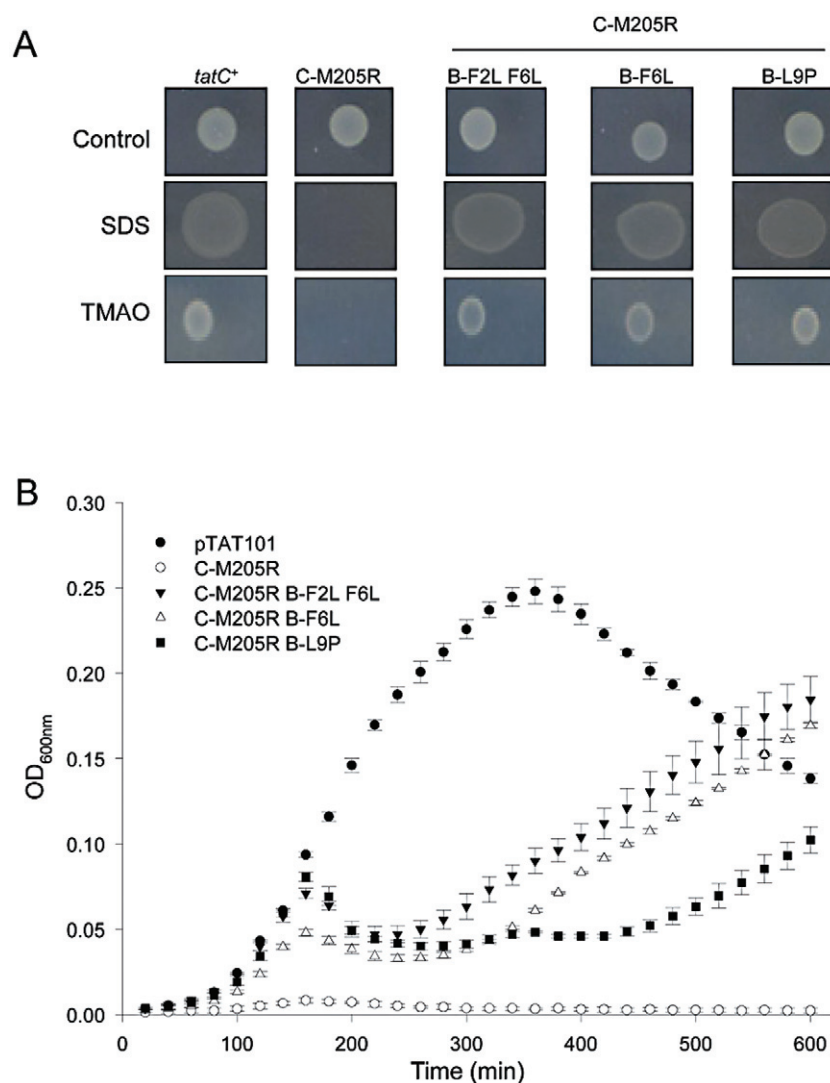 A
C-M205R
tatC+ C-M205R B-F2L F6L B-F6L B-L9P
Control
SDS
TMAO
B
0.30
0.25
0.20
0.15
0.10
0.05
0.00
OD600nm
pTAT101
C-M205R
C-M205R B-F2L F6L
C-M205R B-F6L
C-M205R B-L9P
0 100 200 300 400 500 600
Time (min)